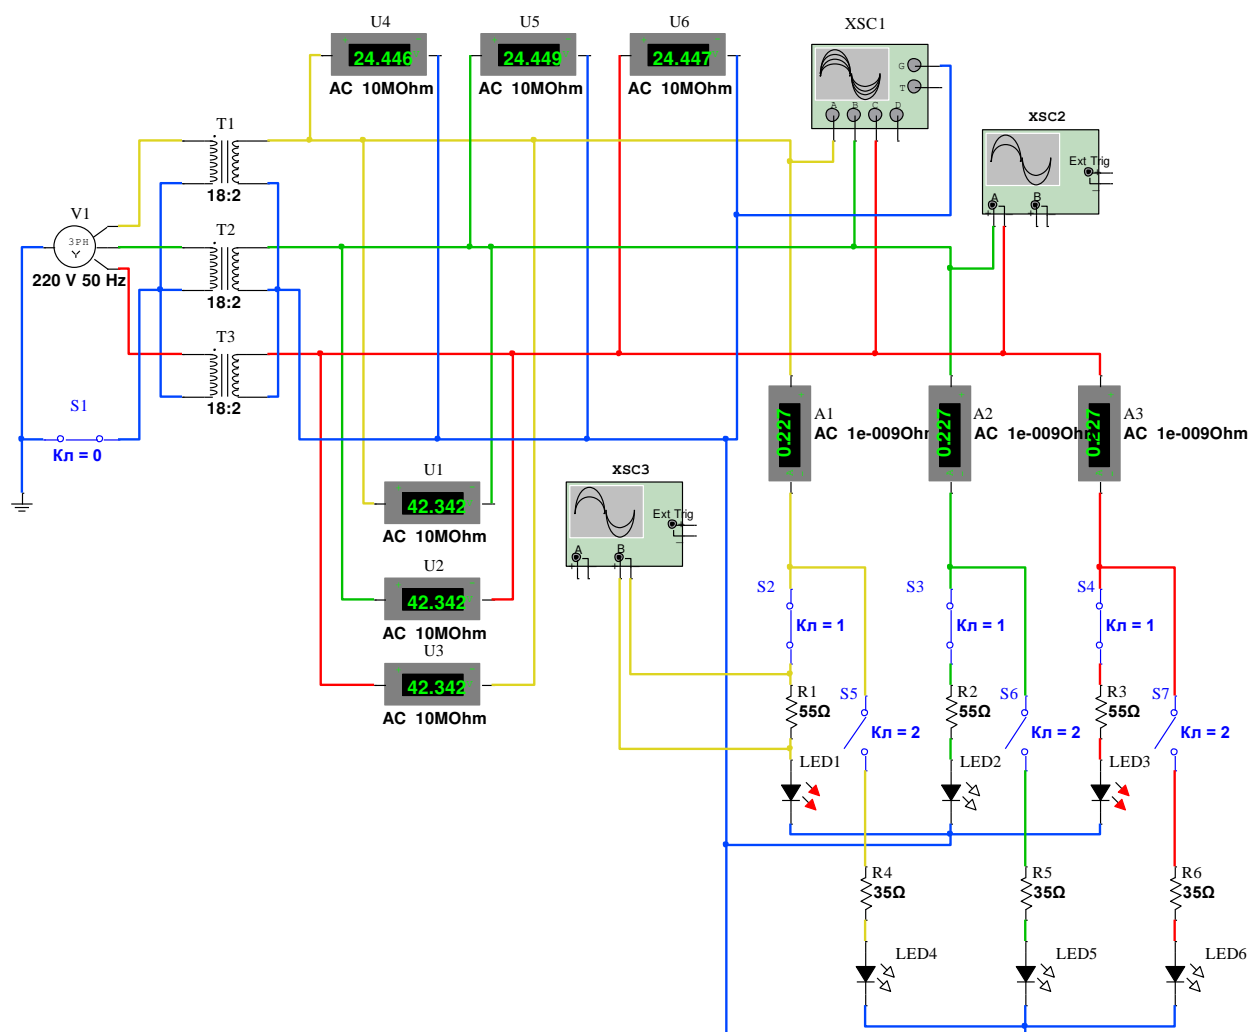 U4
24.446
AC 10MOhm
U5
24.449
AC 10MOhm
U6
24.447
AC 10MOhm
XSC1
G
T
A B C D
XSC2
Ext Trig
A
B
T1
18:2
V1
3PH
Y
220 V 50 Hz
T2
18:2
T3
18:2
S1
Кл = 0
A1
0.227
AC 1e-009Ohm
A2
0.227
AC 1e-009Ohm
A3
0.227
AC 1e-009Ohm
U1
42.342
AC 10MOhm
U2
42.342
AC 10MOhm
U3
42.342
AC 10MOhm
XSC3
Ext Trig
A
B
S2
Кл = 1
S3
Кл = 1
S4
Кл = 1
R1
55Ω
S5
Кл = 2
R2
55Ω
S6
Кл = 2
R3
55Ω
S7
Кл = 2
LED1
LED2
LED3
R4
35Ω
R5
35Ω
R6
35Ω
LED4
LED5
LED6